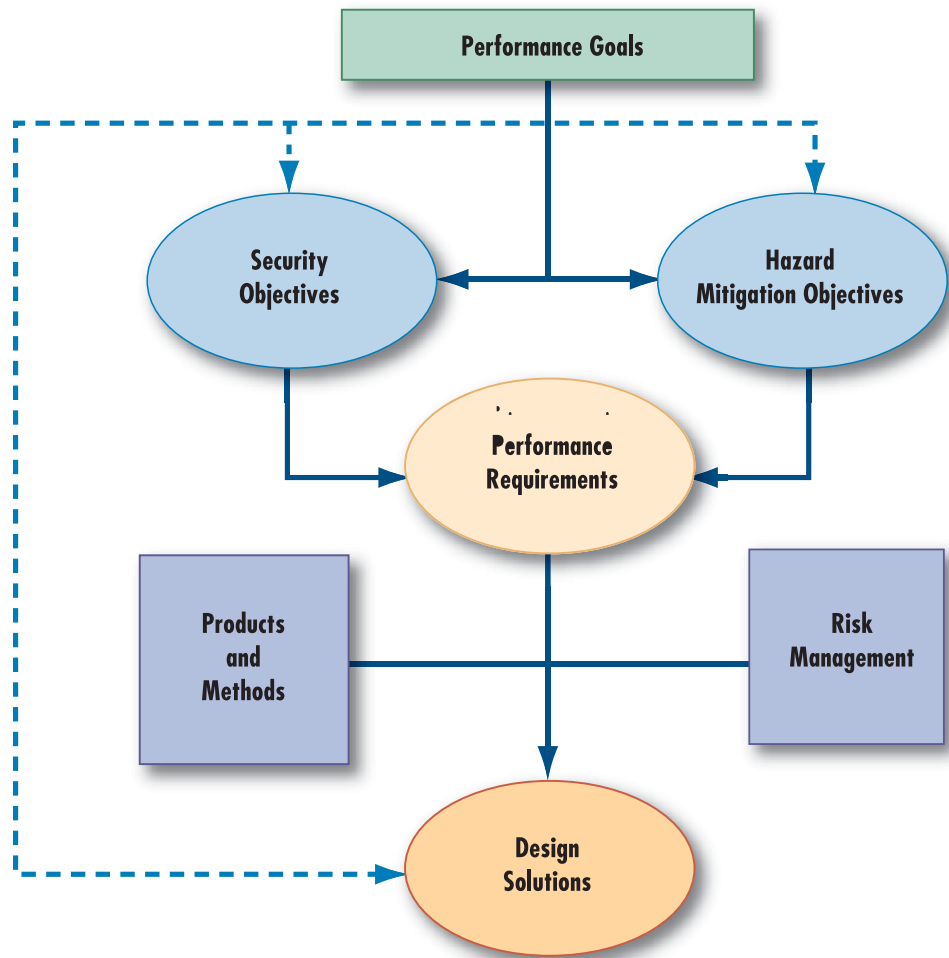 Performance Goals
Security
Objectives
Hazard
Mitigation Objectives
Performance
Requirements
Products
and
Methods
Risk
Management
Design
Solutions